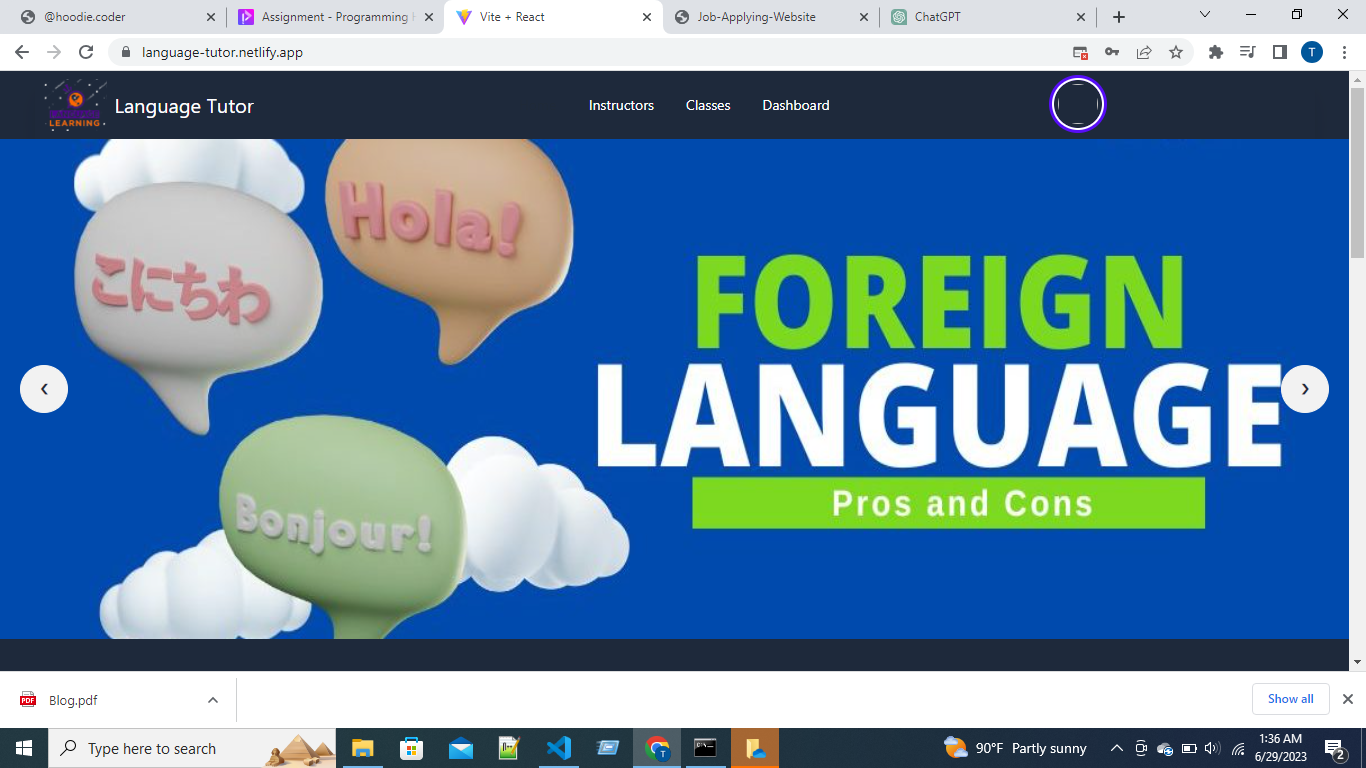 @hoodie.coder
Assignment - Programming H
Vite + React
Job-Applying-Website
ChatGPT
language-tutor.netlify.app
T
LEARNING
Language Tutor
Instructors
Classes
Dashboard
Hola!
こにちわ
Bonjour!
FOREIGN
LANGUAGE
Pros and Cons
PDF
Blog.pdf
Show all
Type here to search
90°F Partly sunny
1:36 AM
6/29/2023
2